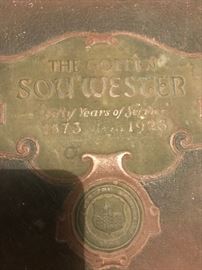 THE GOLDEN
SOU'WESTER
Fifty Years of Service
1873 1923